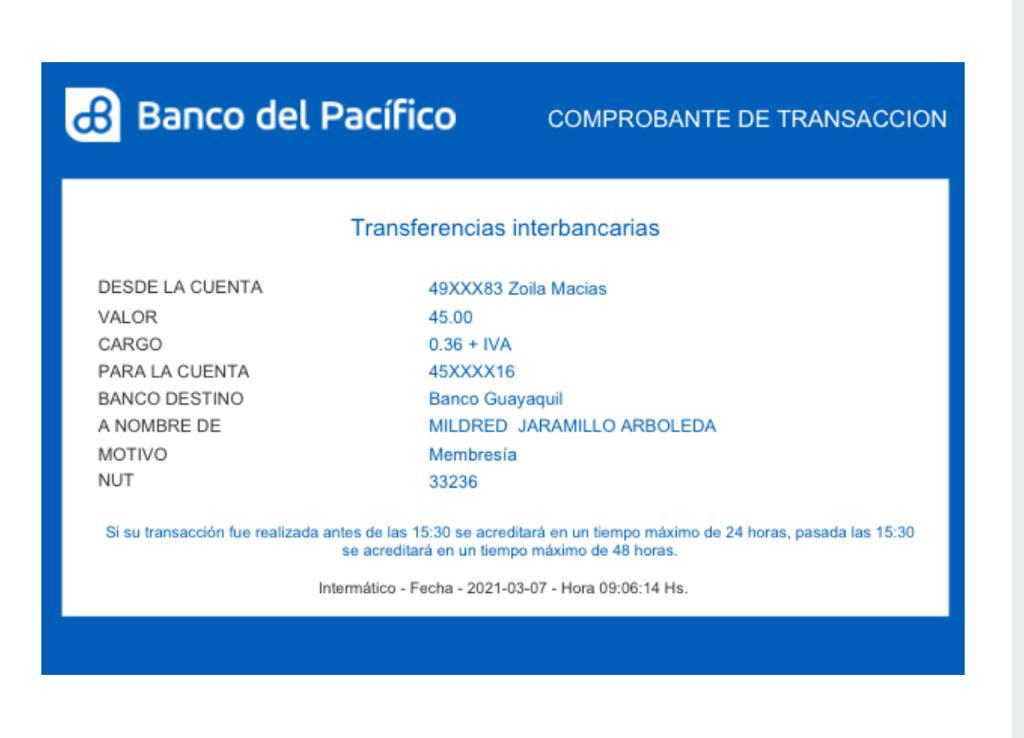 Banco del Pacífico COMPROBANTE DE TRANSACCION
Transferencias interbancarias
DESDE LA CUENTA 49XXX83 Zoila Macias
VALOR 45.00
CARGO 0.36 + IVA
PARA LA CUENTA 45XXXX16
BANCO DESTINO Banco Guayaquil
A NOMBRE DE MILDRED JARAMILLO ARBOLEDA
MOTIVO Membresía
NUT 33236
Si su transacción fue realizada antes de las 15:30 se acreditará en un tiempo máximo de 24 horas, pasada las 15:30
se acreditará en un tiempo máximo de 48 horas.
Intermático - Fecha - 2021-03-07 - Hora 09:06:14 Hs.